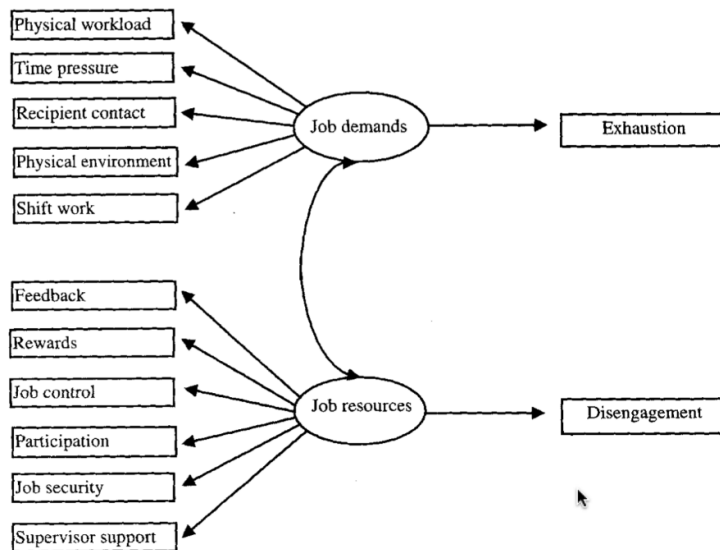 Physical workload
Time pressure
Recipient contact
Physical environment
Shift work
Job demands
Exhaustion
Feedback
Rewards
Job control
Participation
Job security
Supervisor support
Job resources
Disengagement